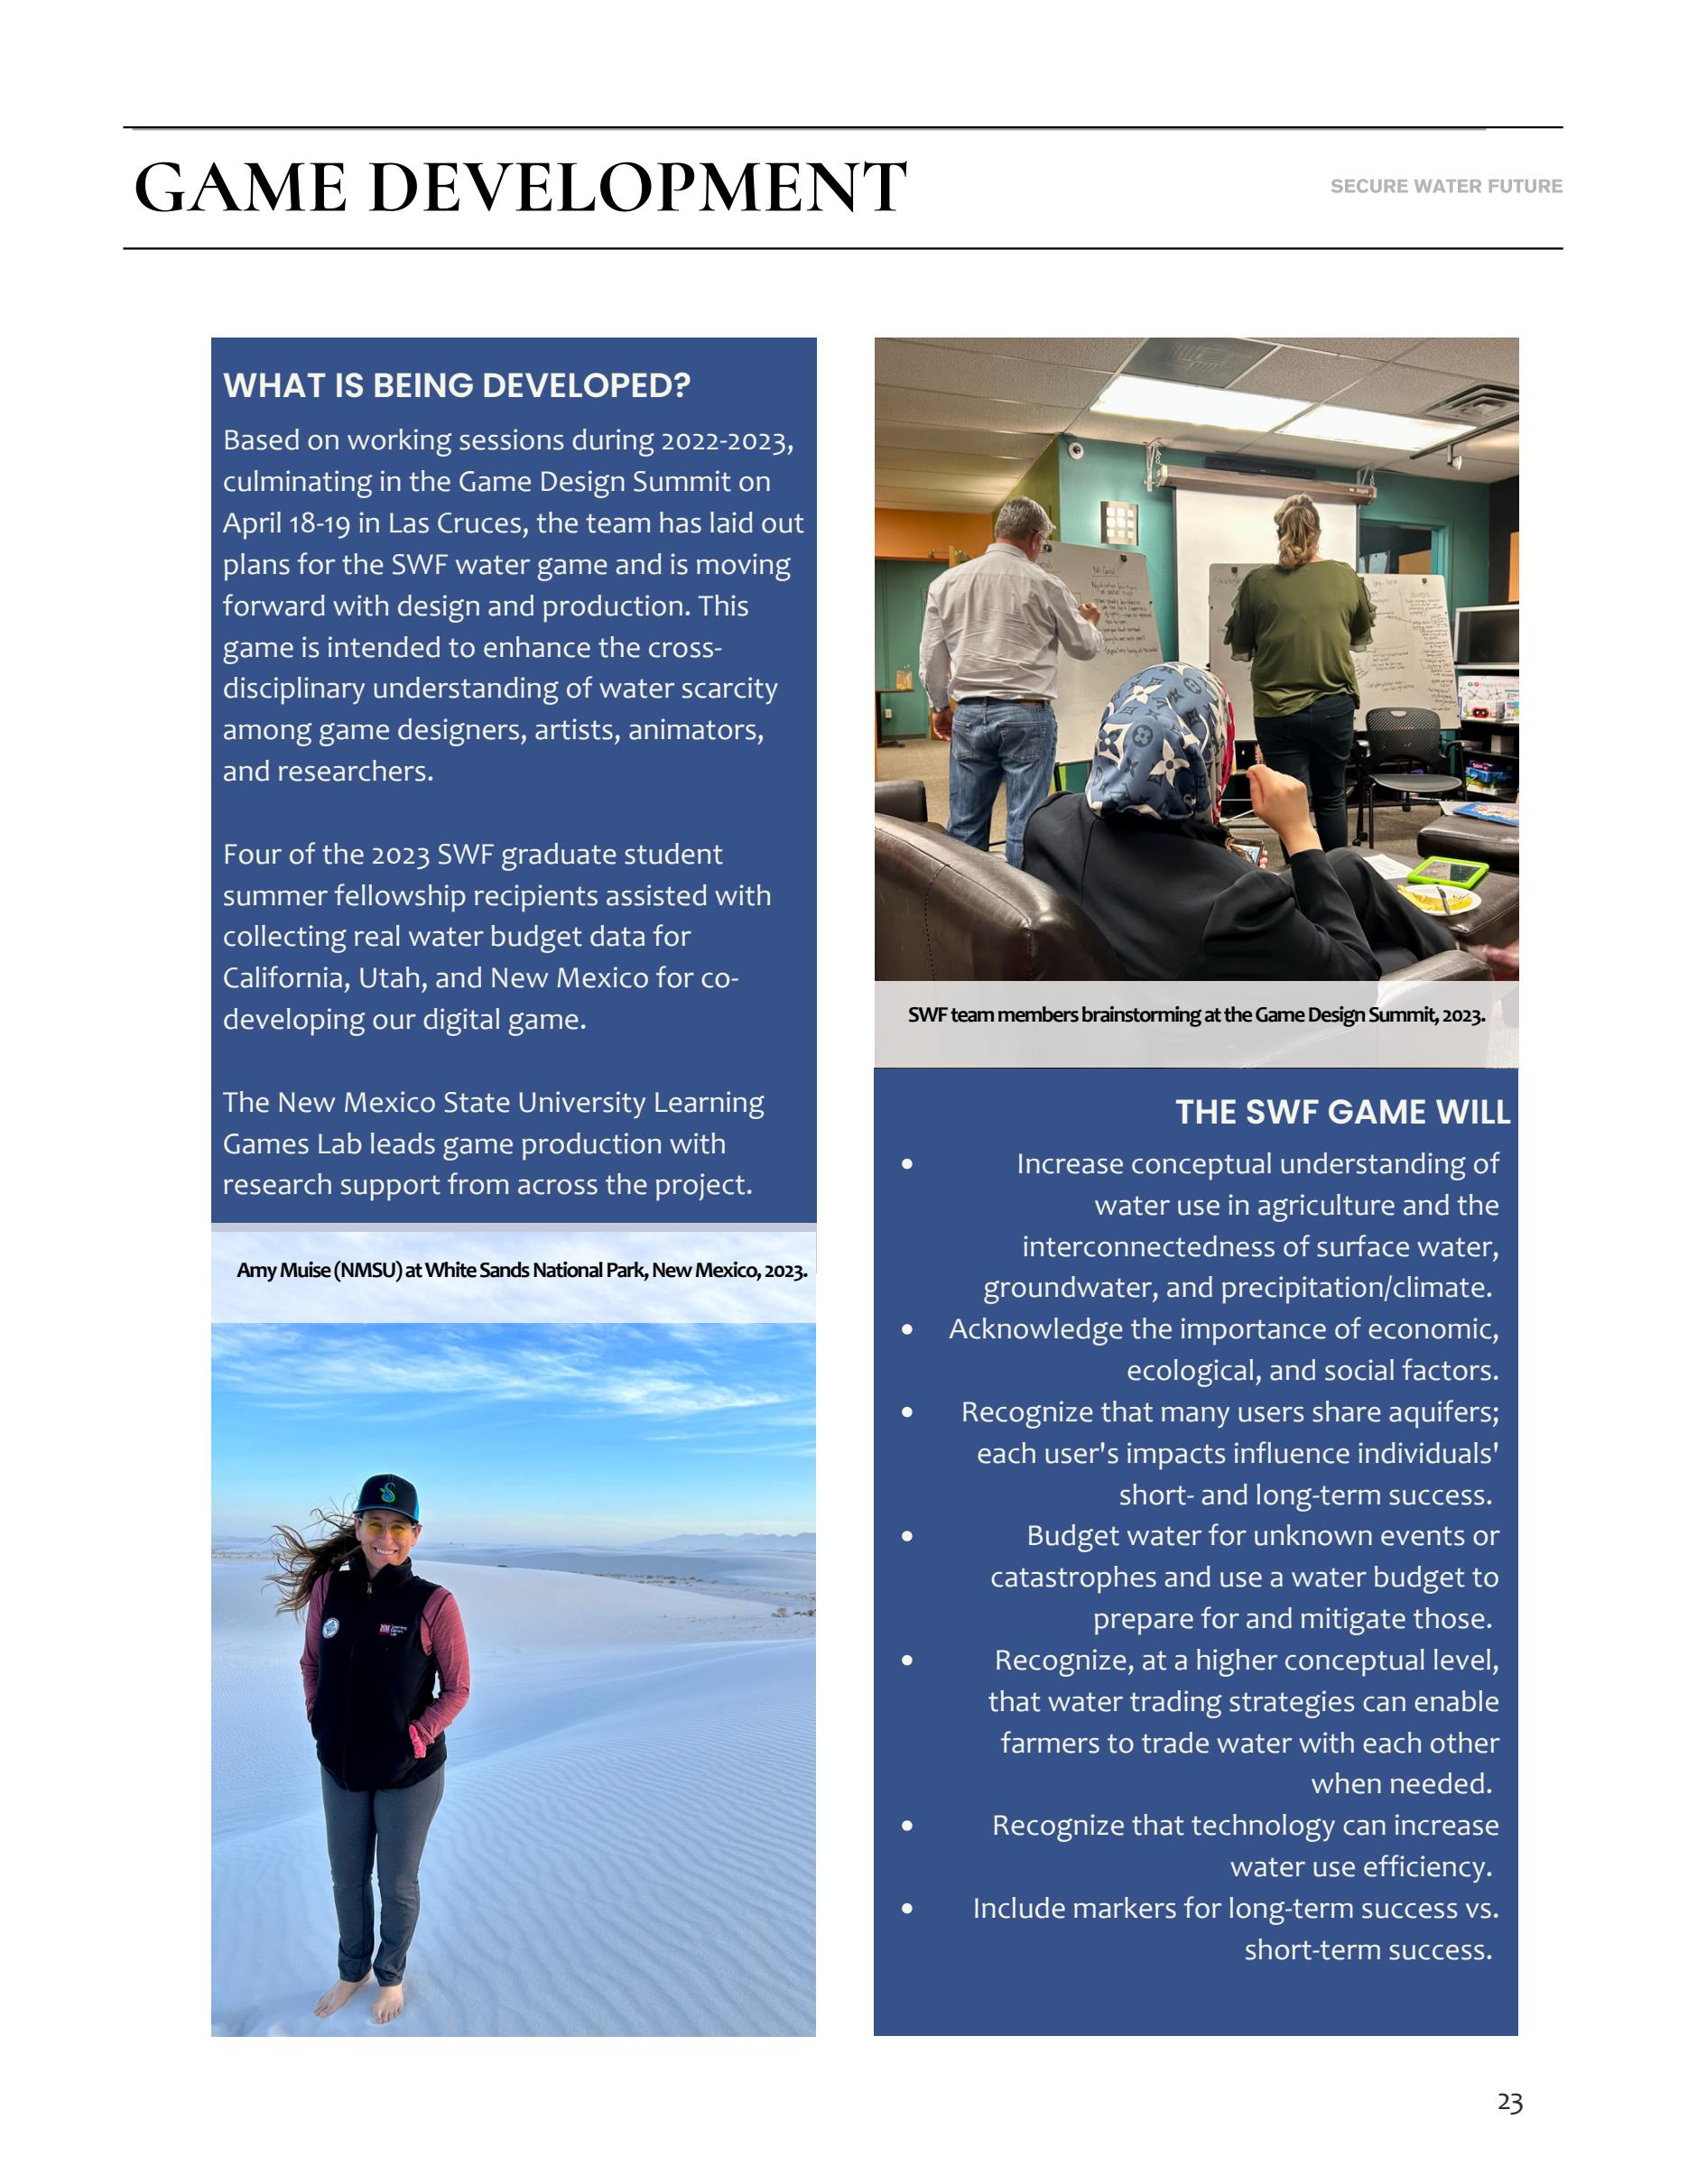 GAME DEVELOPMENT
SECURE WATER FUTURE
WHAT IS BEING DEVELOPED?
Based on working sessions during 2022-2023,
culminating in the Game Design Summit on
April 18-19 in Las Cruces, the team has laid out
plans for the SWF water game and is moving
forward with design and production. This
game is intended to enhance the cross-
disciplinary understanding of water scarcity
among game designers, artists, animators,
and researchers.
Four of the 2023 SWF graduate student
summer fellowship recipients assisted with
collecting real water budget data for
California, Utah, and New Mexico for co-
developing our digital game.
The New Mexico State University Learning
Games Lab leads game production with
research support from across the project.
Amy Muise (NMSU) at White Sands National Park, New Mexico, 2023.
SWF team members brainstorming at the Game Design Summit, 2023.
THE SWF GAME WILL
• Increase conceptual understanding of
water use in agriculture and the
interconnectedness of surface water,
groundwater, and precipitation/climate.
• Acknowledge the importance of economic,
ecological, and social factors.
• Recognize that many users share aquifers;
each user's impacts influence individuals'
short- and long-term success.
• Budget water for unknown events or
catastrophes and use a water budget to
prepare for and mitigate those.
• Recognize, at a higher conceptual level,
that water trading strategies can enable
farmers to trade water with each other
when needed.
• Recognize that technology can increase
water use efficiency.
• Include markers for long-term success vs.
short-term success.
23